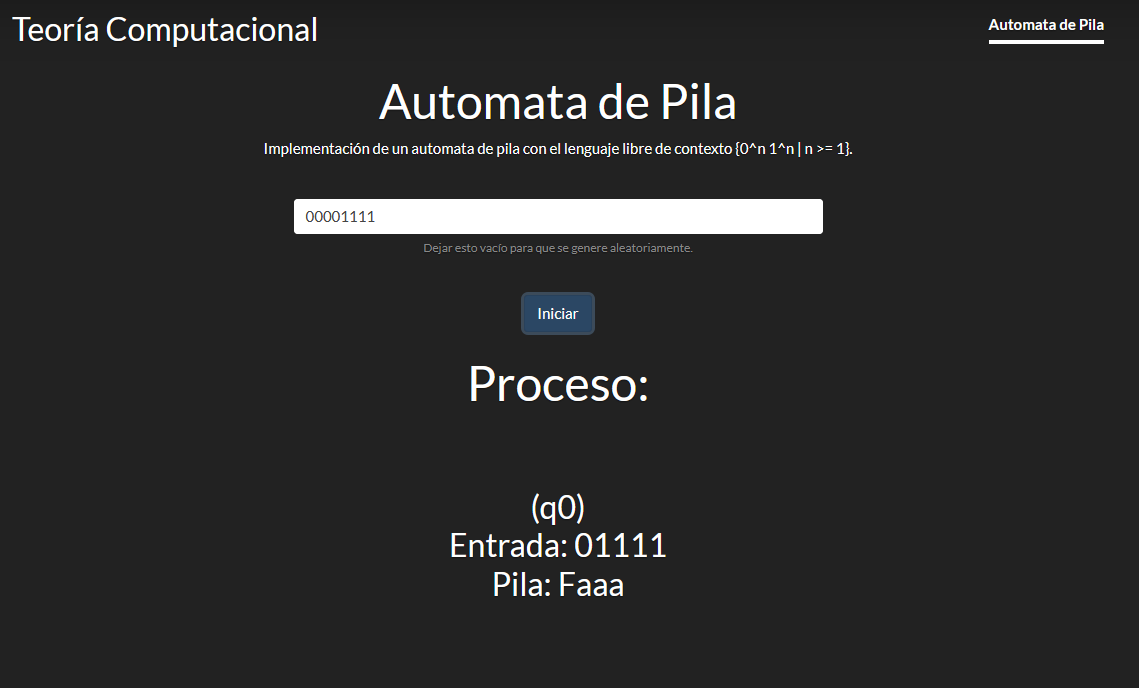 Teoría Computacional
Automata de Pila
Automata de Pila
Implementación de un automata de pila con el lenguaje libre de contexto {0^n 1^n | n >= 1}.
00001111
Dejar esto vacío para que se genere aleatoriamente.
Iniciar
Proceso:
(q0)
Entrada: 01111
Pila: Faaa